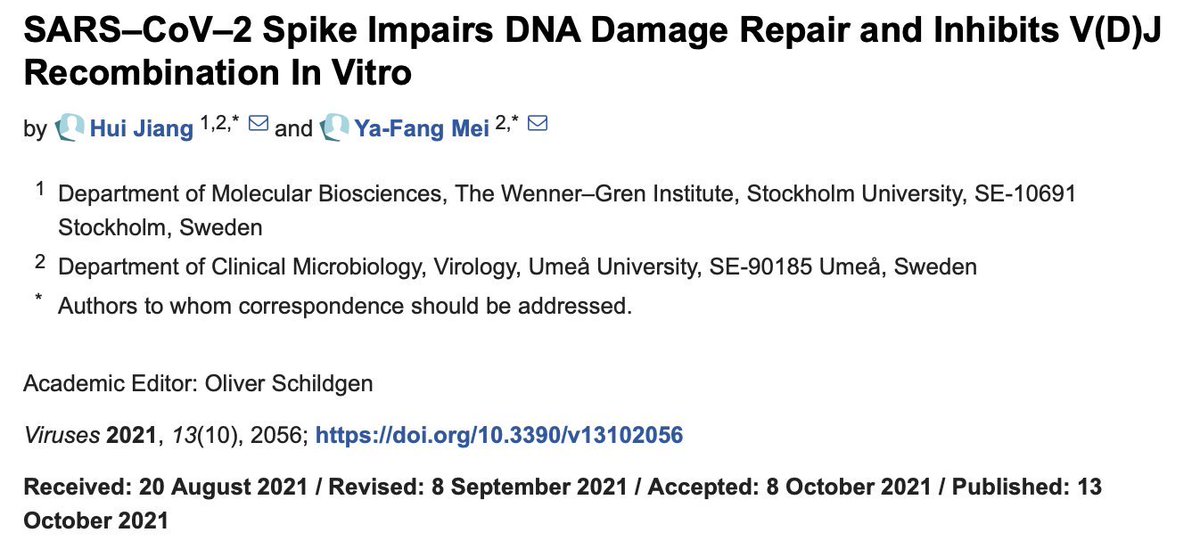 SARS–CoV–2 Spike Impairs DNA Damage Repair and Inhibits V(D)J
Recombination In Vitro
by Hui Jiang 1,2,* and Ya-Fang Mei 2,*
1 Department of Molecular Biosciences, The Wenner–Gren Institute, Stockholm University, SE-10691
Stockholm, Sweden
2 Department of Clinical Microbiology, Virology, Umeå University, SE-90185 Umeå, Sweden
* Authors to whom correspondence should be addressed.
Academic Editor: Oliver Schildgen
Viruses 2021, 13(10), 2056; https://doi.org/10.3390/v13102056
Received: 20 August 2021 / Revised: 8 September 2021 / Accepted: 8 October 2021 / Published: 13
October 2021